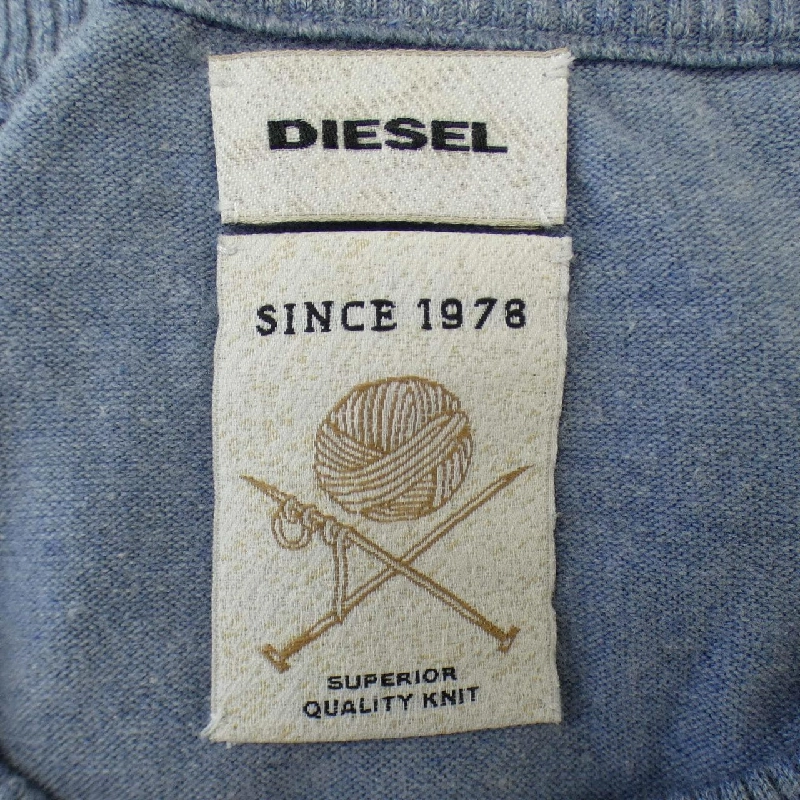 DIESEL
SINCE 1978
SUPERIOR
QUALITY KNIT